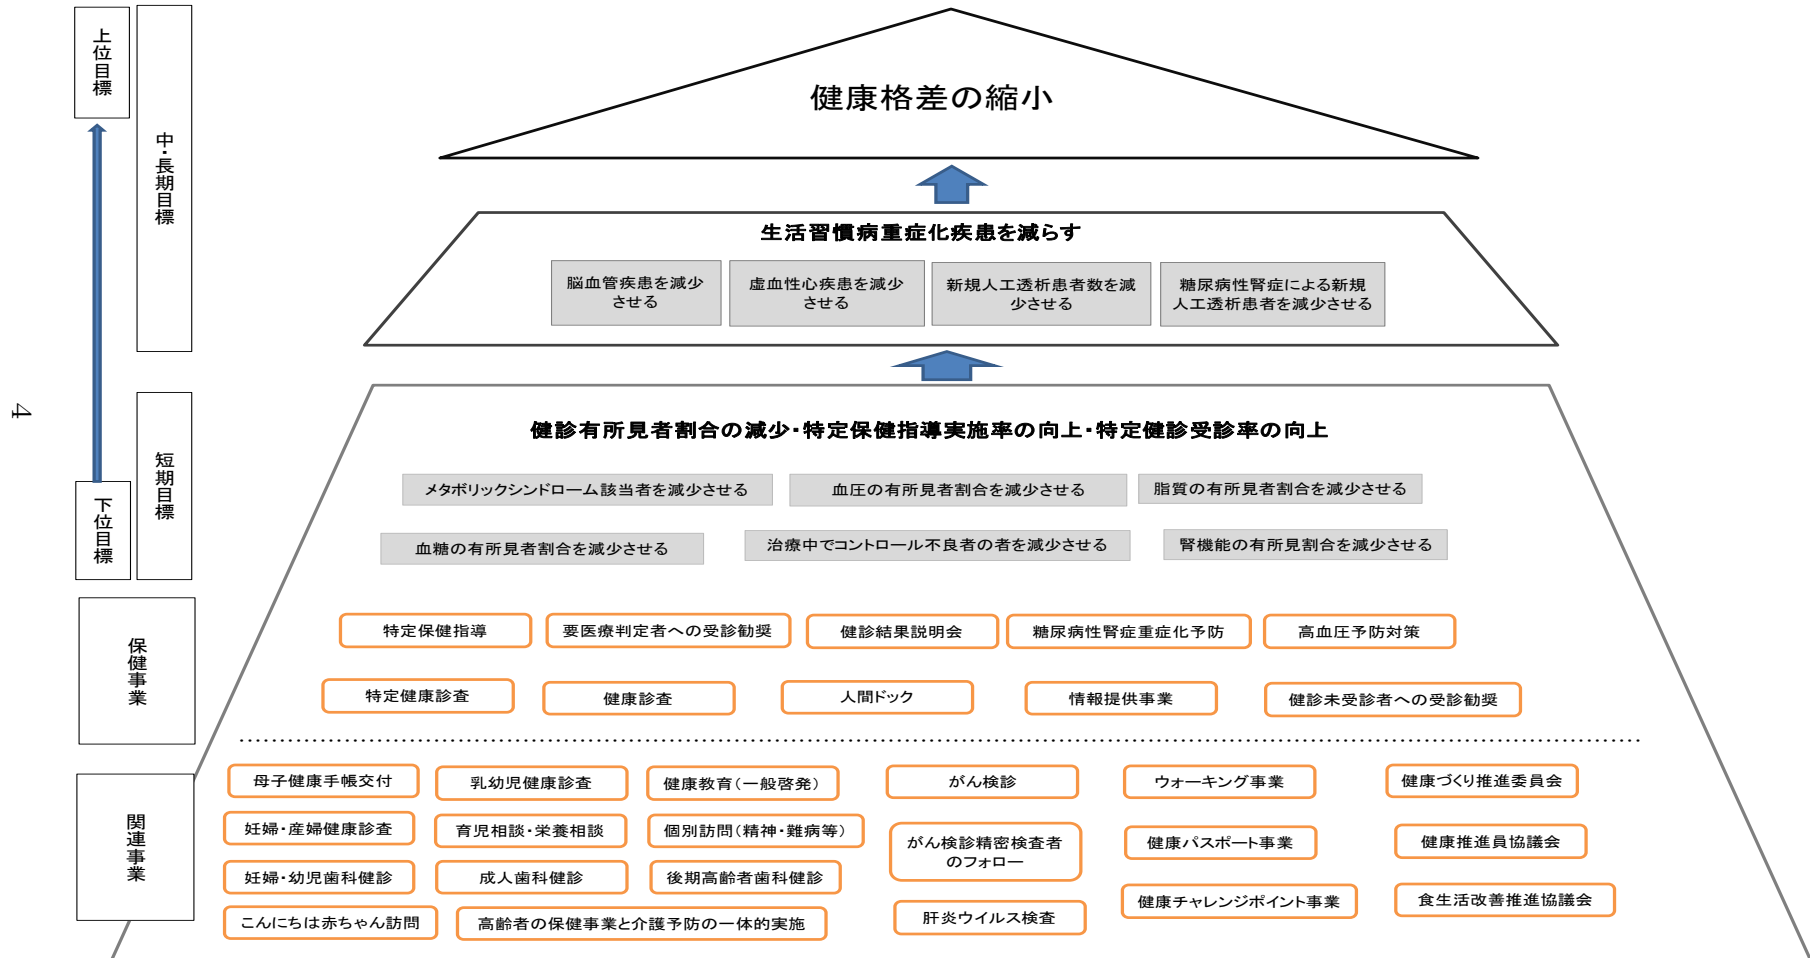 上位目標
中・長期目標
健康格差の縮小
生活習慣病重症化疾患を減らす
脳血管疾患を減少
させる
虚血性心疾患を減少
させる
新規人工透析患者数を減
少させる
糖尿病性腎症による新規
人工透析患者を減少させる
4
短期目標
下位目標
健診有所見者割合の減少・特定保健指導実施率の向上・特定健診受診率の向上
メタボリックシンドローム該当者を減少させる
血圧の有所見者割合を減少させる
脂質の有所見者割合を減少させる
血糖の有所見者割合を減少させる
治療中でコントロール不良者の者を減少させる
腎機能の有所見割合を減少させる
保健事業
特定保健指導
要医療判定者への受診勧奨
健診結果説明会
糖尿病性腎症重症化予防
高血圧予防対策
特定健康診査
健康診査
人間ドック
情報提供事業
健診未受診者への受診勧奨
関連事業
母子健康手帳交付
乳幼児健康診査
健康教育(一般啓発)
がん検診
ウォーキング事業
健康づくり推進委員会
妊婦・産婦健康診査
育児相談・栄養相談
個別訪問(精神・難病等)
がん検診精密検査者
のフォロー
健康パスポート事業
健康推進員協議会
妊婦・幼児歯科健診
成人歯科健診
後期高齢者歯科健診
肝炎ウイルス検査
健康チャレンジポイント事業
食生活改善推進協議会
こんにちは赤ちゃん訪問
高齢者の保健事業と介護予防の一体的実施